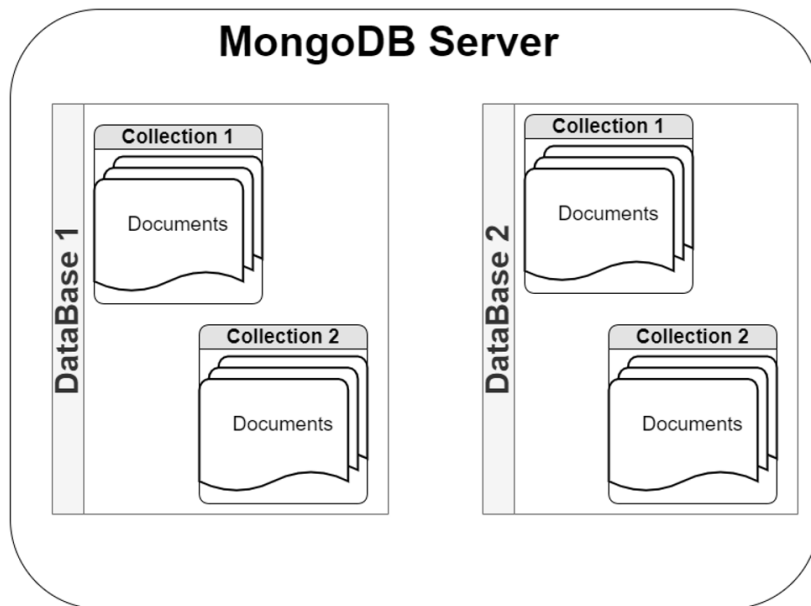 MongoDB Server
DataBase 1
Collection 1
Documents
Collection 2
Documents
DataBase 2
Collection 1
Documents
Collection 2
Documents